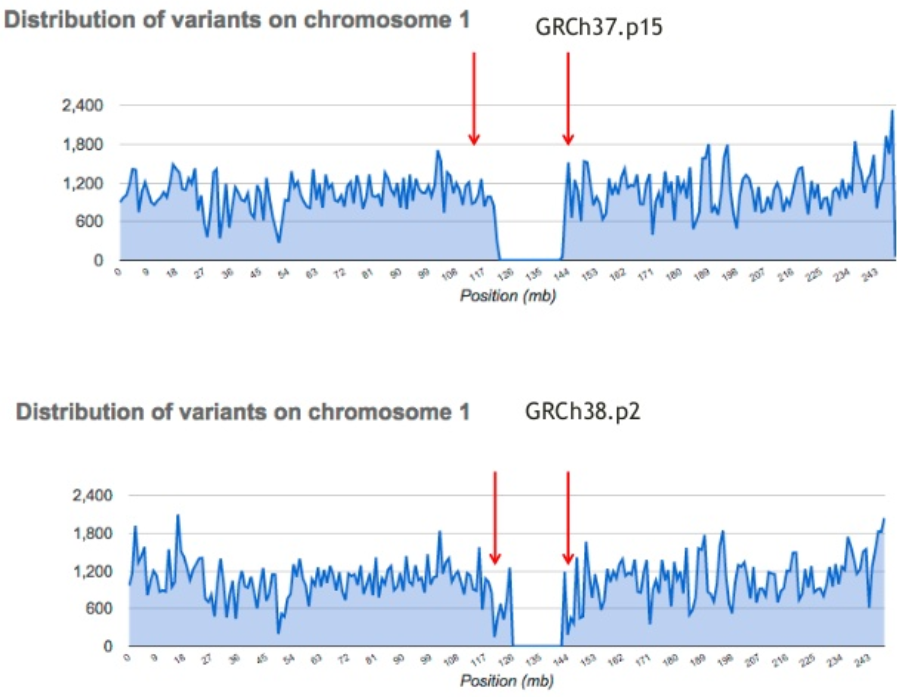 Distribution of variants on chromosome 1 GRCh37.p15
2,400
1,800
1,200
600
0
0 9 18 27 36 45 54 63 72 81 90 99 108 117 126 135 144 153 162 171 180 189 198 207 216 225 234 243
Position (mb)
Distribution of variants on chromosome 1 GRCh38.p2
2,400
1,800
1,200
600
0
0 9 18 27 36 45 54 63 72 81 90 99 108 117 126 135 144 153 162 171 180 189 198 207 216 225 234 243
Position (mb)